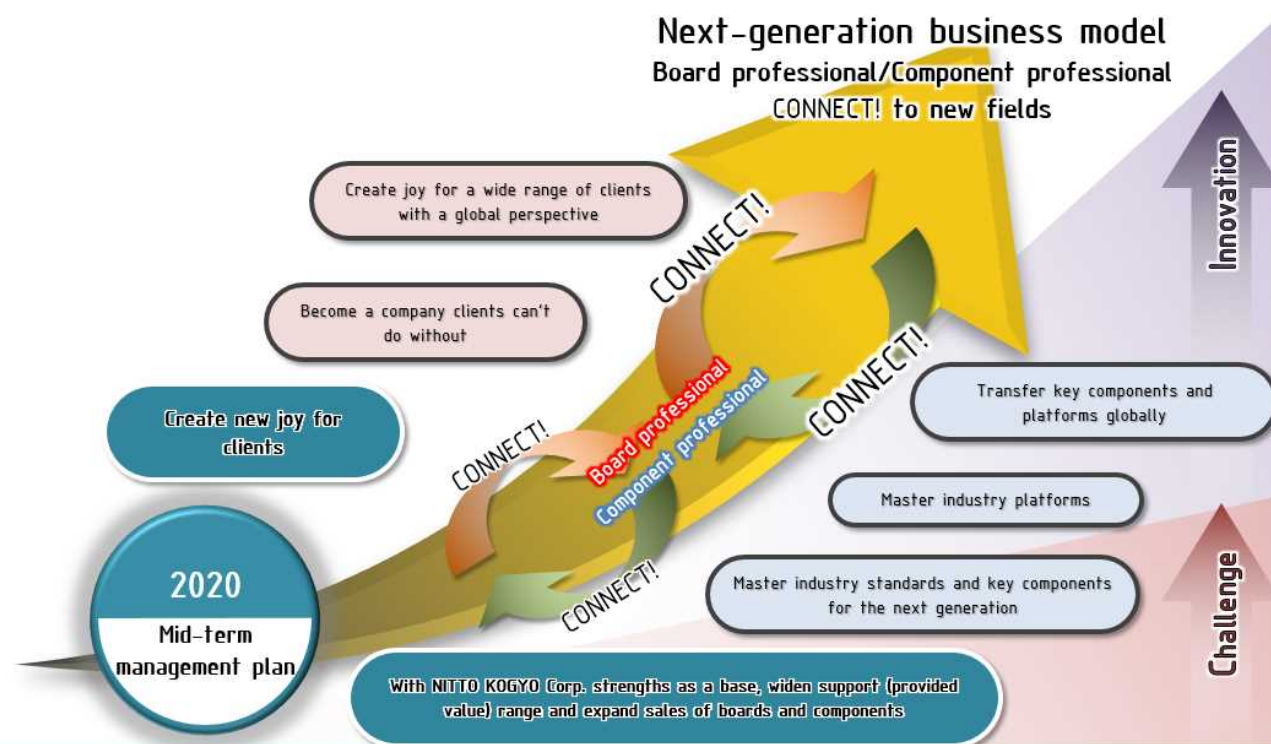 Next-generation business model
Board professional/Component professional
CONNECT! to new fields
Innovation
Create joy for a wide range of clients
with a global perspective
CONNECT!
Become a company clients can't
do without
CONNECT!
Board professional
Component professional
Transfer key components and
platforms globally
Create new joy for
clients
CONNECT!
Master industry platforms
Challenge
2020
Mid-term
management plan
CONNECT!
Master industry standards and key components
for the next generation
With NITTO KOGYO Corp. strengths as a base, widen support (provided
value) range and expand sales of boards and components